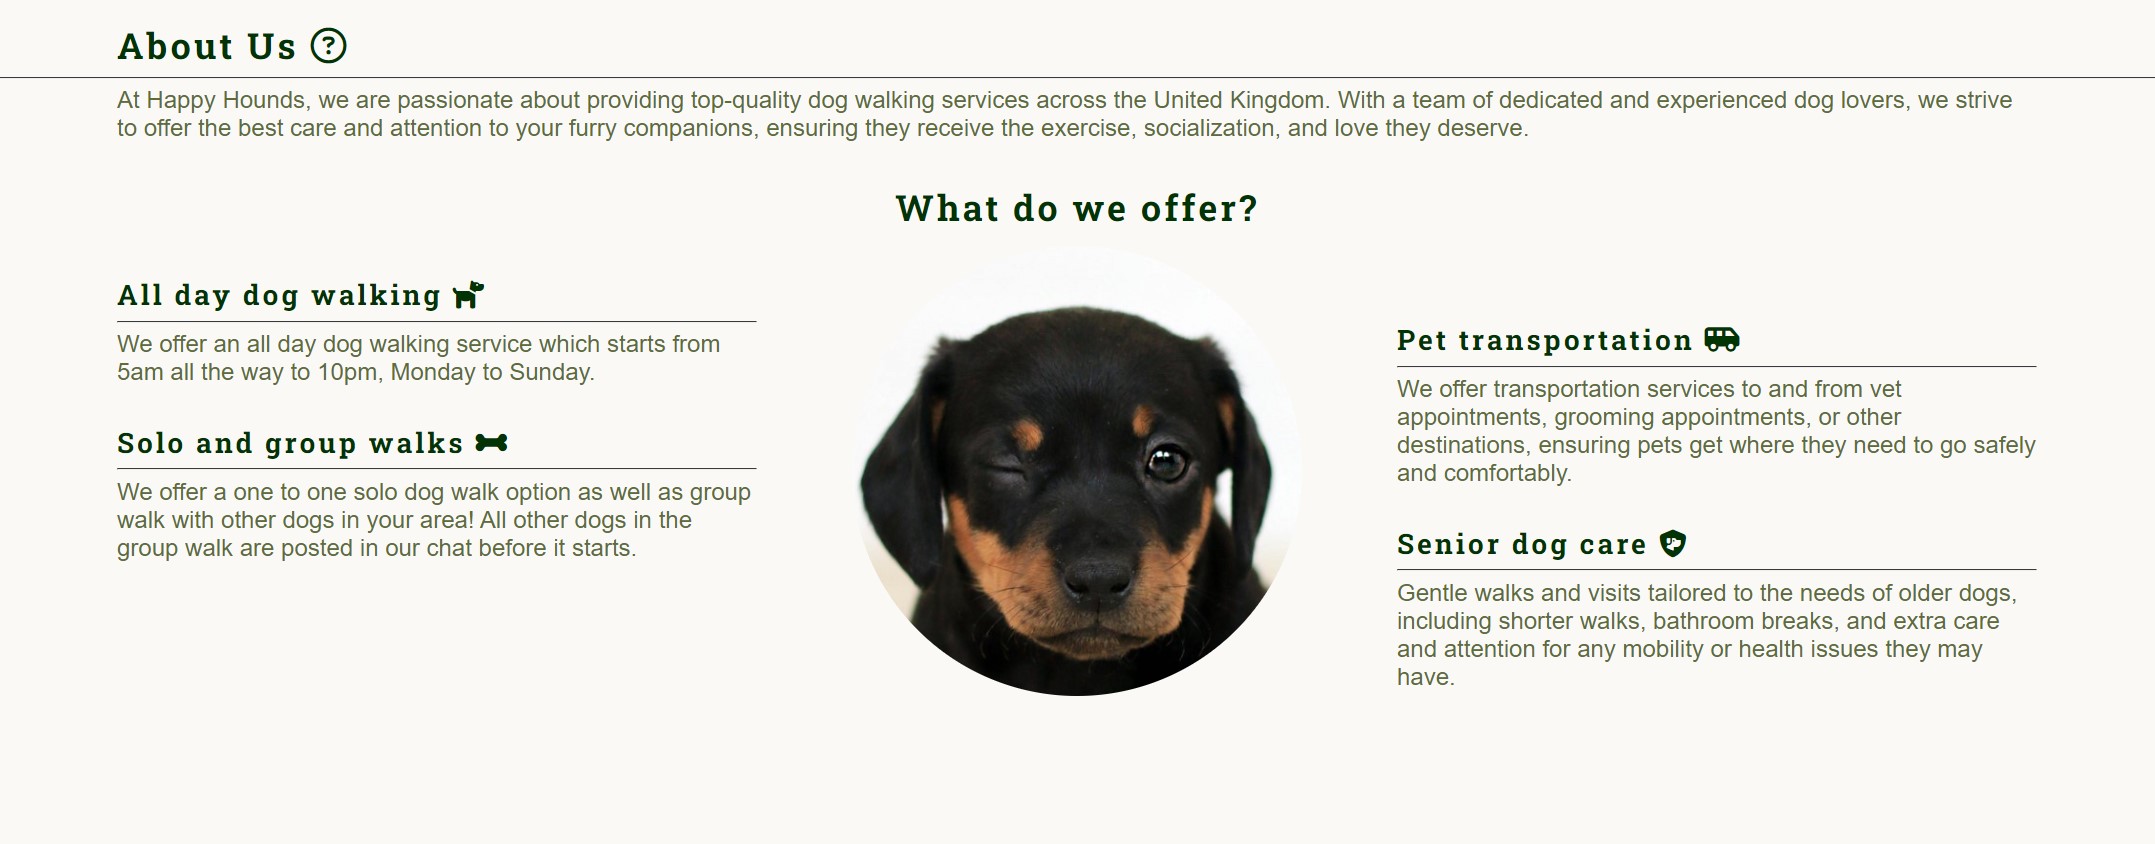 About Us
At Happy Hounds, we are passionate about providing top-quality dog walking services across the United Kingdom. With a team of dedicated and experienced dog lovers, we strive
to offer the best care and attention to your furry companions, ensuring they receive the exercise, socialization, and love they deserve.
What do we offer?
All day dog walking
We offer an all day dog walking service which starts from
5am all the way to 10pm, Monday to Sunday.
Solo and group walks
We offer a one to one solo dog walk option as well as group
walk with other dogs in your area! All other dogs in the
group walk are posted in our chat before it starts.
Pet transportation
We offer transportation services to and from vet
appointments, grooming appointments, or other
destinations, ensuring pets get where they need to go safely
and comfortably.
Senior dog care
Gentle walks and visits tailored to the needs of older dogs,
including shorter walks, bathroom breaks, and extra care
and attention for any mobility or health issues they may
have.